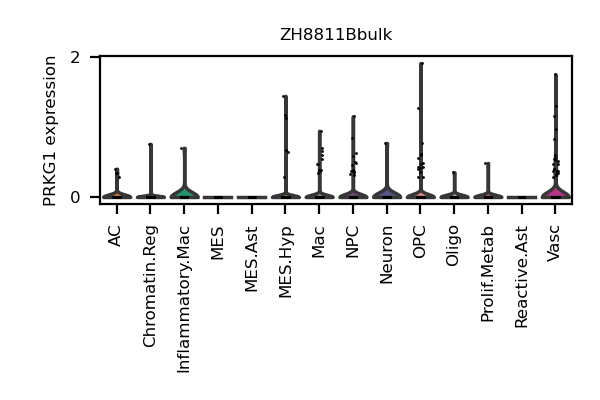 ZH8811Bbulk
PRKG1 expression
2
0
AC
Chromatin.Reg
Inflammatory.Mac
MES
MES.Ast
MES.Hyp
Mac
NPC
Neuron
OPC
Oligo
Prolif.Metab
Reactive.Ast
Vasc